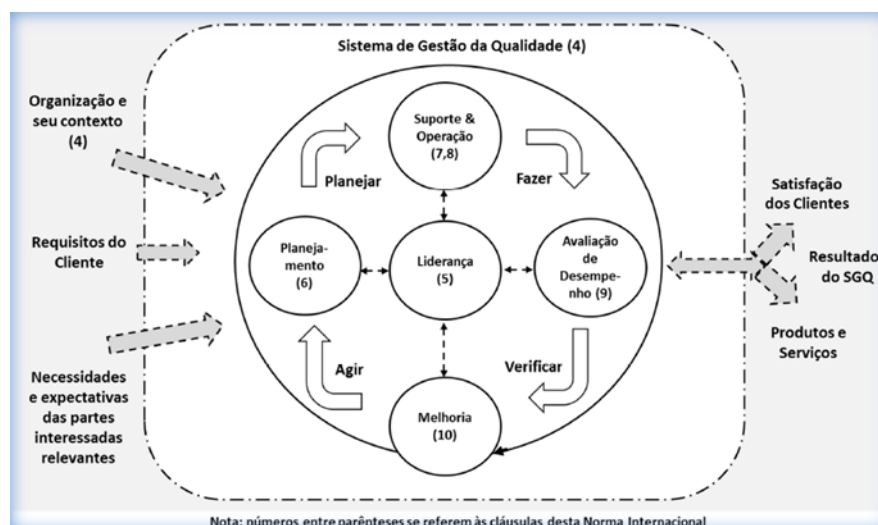 Sistema de Gestão da Qualidade (4)
Organização e
seu contexto
(4)
Requisitos do
Cliente
Necessidades
e expectativas
das partes
interessadas
relevantes
Suporte &
Operação
(7,8)
Planejar
Fazer
Planeja-
mento
(6)
Liderança
(5)
Avaliação
de
Desempe-
nho (9)
Agir
Verificar
Melhoria
(10)
Satisfação
dos Clientes
Resultado
do SGQ
Produtos e
Serviços
Nota: números entre parênteses se referem às cláusulas desta Norma Internacional